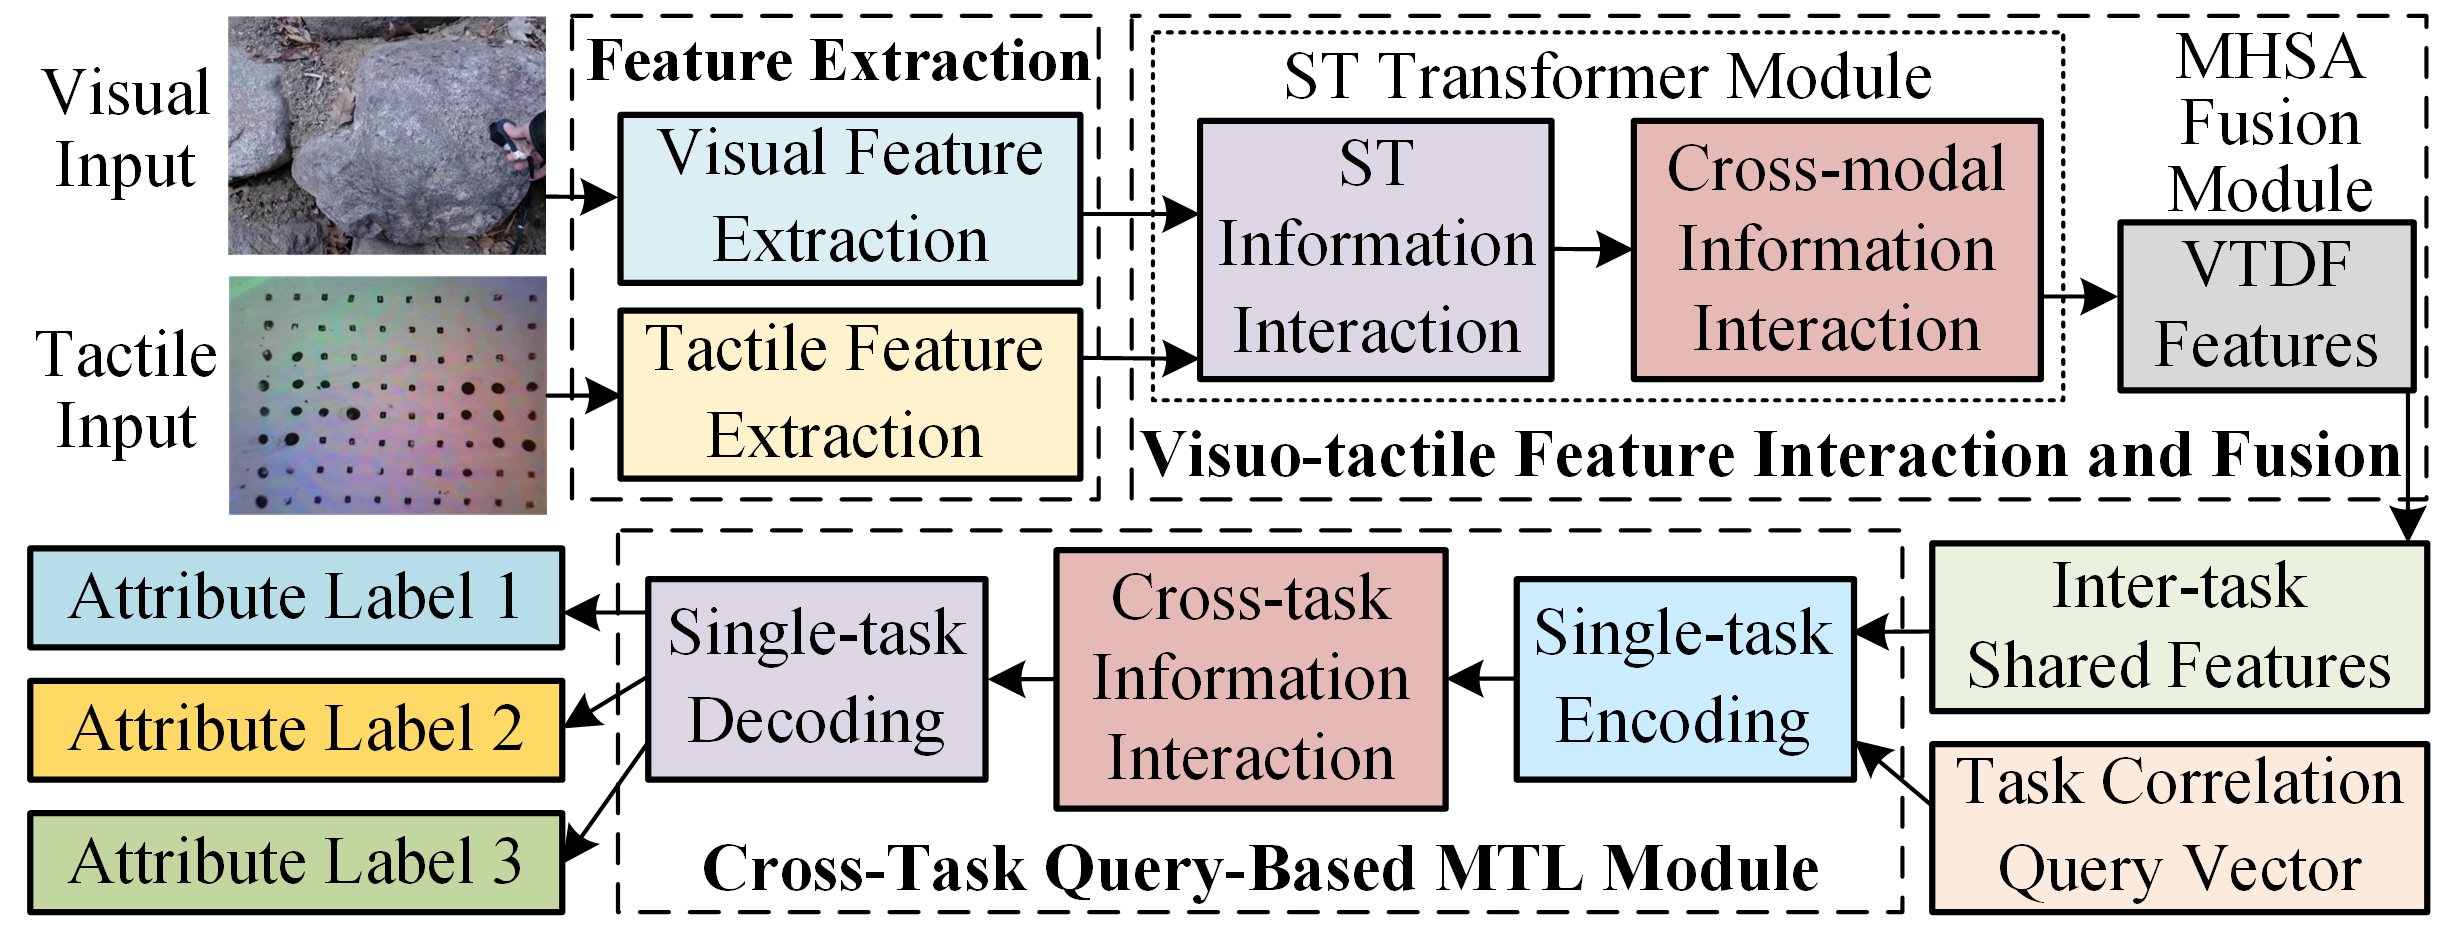 Visual
Input
Tactile
Input
Feature Extraction
Visual Feature
Extraction
Tactile Feature
Extraction
ST Transformer Module
ST
Information
Interaction
Cross-modal
Information
Interaction
MHSA
Fusion
Module
VTDF
Features
Visuo-tactile Feature Interaction and Fusion
Inter-task
Shared Features
Task Correlation
Query Vector
Single-task
Encoding
Cross-task
Information
Interaction
Single-task
Decoding
Cross-Task Query-Based MTL Module
Attribute Label 1
Attribute Label 2
Attribute Label 3